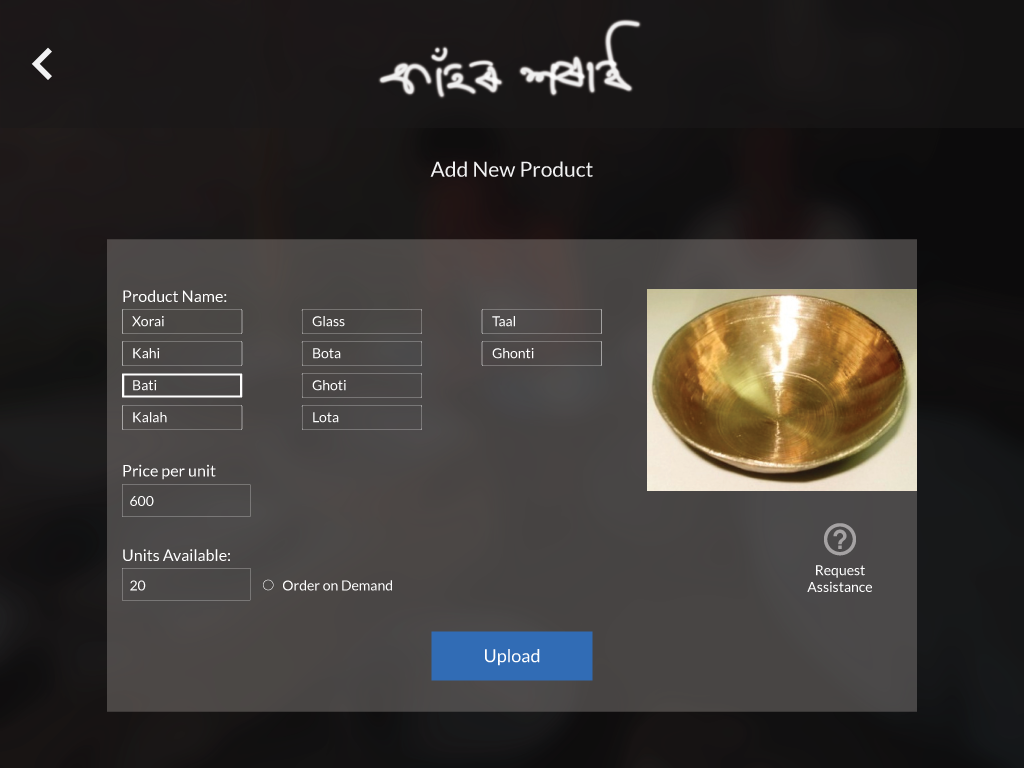 কাঁহৰ শৰাই
Add New Product
Product Name:
Xorai Glass Taal
Kahi Bota Ghonti
Bati Ghoti
Kalah Lota
Price per unit
600
Units Available:
20 Order on Demand
Request
Assistance
Upload